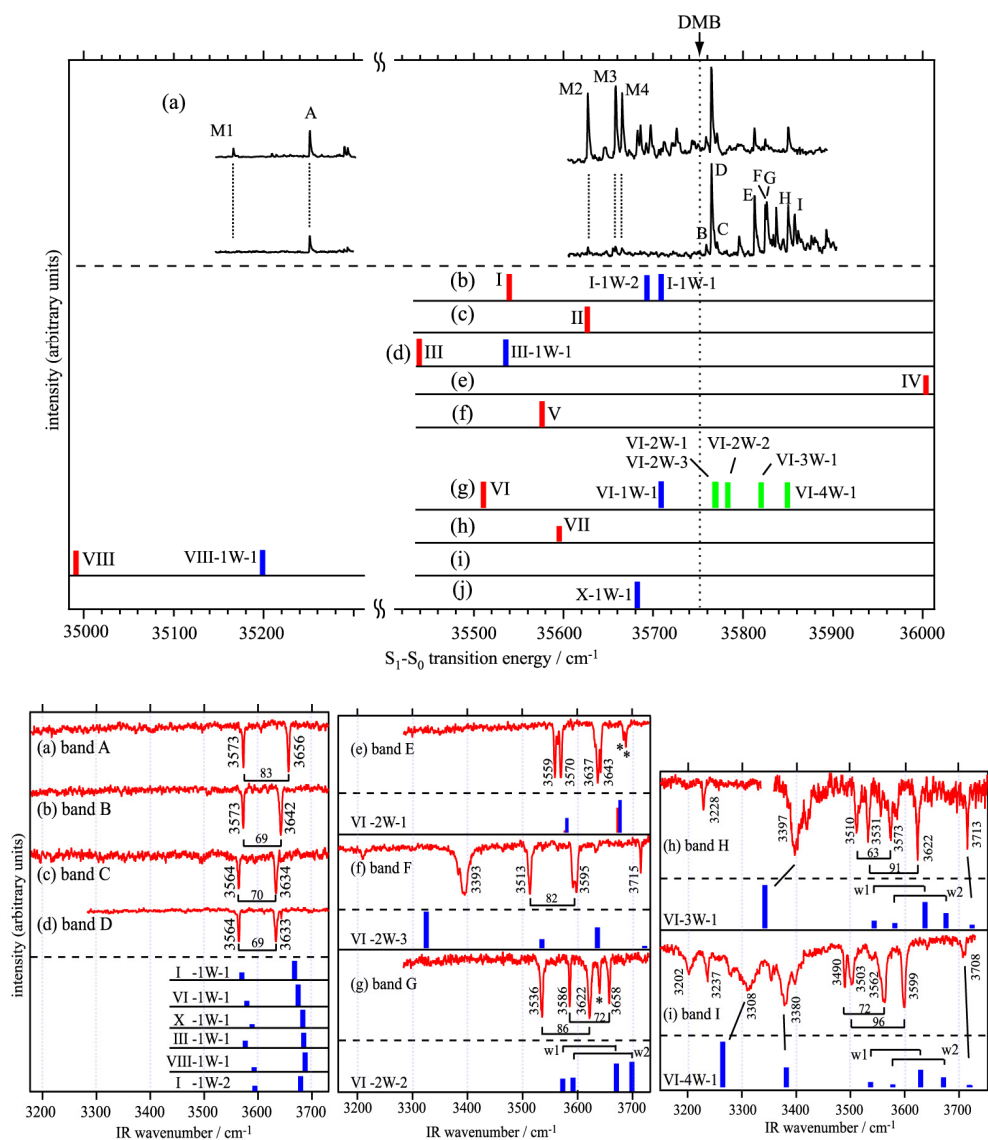 DMB
(a)
M1
A
M2
M3
M4
B
D
C
E
F
G
H
I
(b)
I
I-1W-2
I-1W-1
(c)
II
(d)
III
III-1W-1
(e)
IV
(f)
V
VI-2W-1
VI-2W-3
VI-2W-2
VI-3W-1
(g)
VI
VI-1W-1
VI-4W-1
(h)
VII
VIII
VIII-1W-1
(i)
(j)
X-1W-1
35000
35100
35200
35500
35600
35700
35800
35900
36000
S1-S0 transition energy / cm-1
intensity (arbitrary units)
(a) band A
3573
3656
83
(b) band B
3573
3642
69
(c) band C
3564
3634
70
(d) band D
3564
3633
69
I -1W-1
VI -1W-1
X -1W-1
III -1W-1
VIII-1W-1
I -1W-2
3200 3300 3400 3500 3600 3700
IR wavenumber / cm-1
intensity (arbitrary units)
(e) band E
3559
3570
3637
3643
*
*
VI -2W-1
(f) band F
3393
3513
3595
3715
82
VI -2W-3
(g) band G
3536
3586
3622
*
3658
72
86
w1
w2
VI -2W-2
3300 3400 3500 3600 3700
IR wavenumber / cm-1
(h) band H
3228
3397
3510
3531
3573
3622
3713
63
91
w1
w2
VI-3W-1
(i) band I
3202
3237
3308
3380
3490
3503
3562
3599
3708
72
96
w1
w2
VI-4W-1
3200 3300 3400 3500 3600 3700
IR wavenumber / cm-1